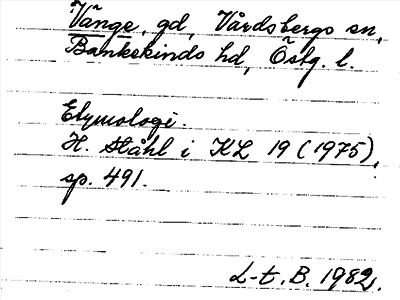 Vånge, gd, Vårdsbergs sn,
Bankekinds hd, Östg. l.
Etymologi.
H. Ståhl i KL 19 (1975),
sp. 491.
L-t, B. 1982.